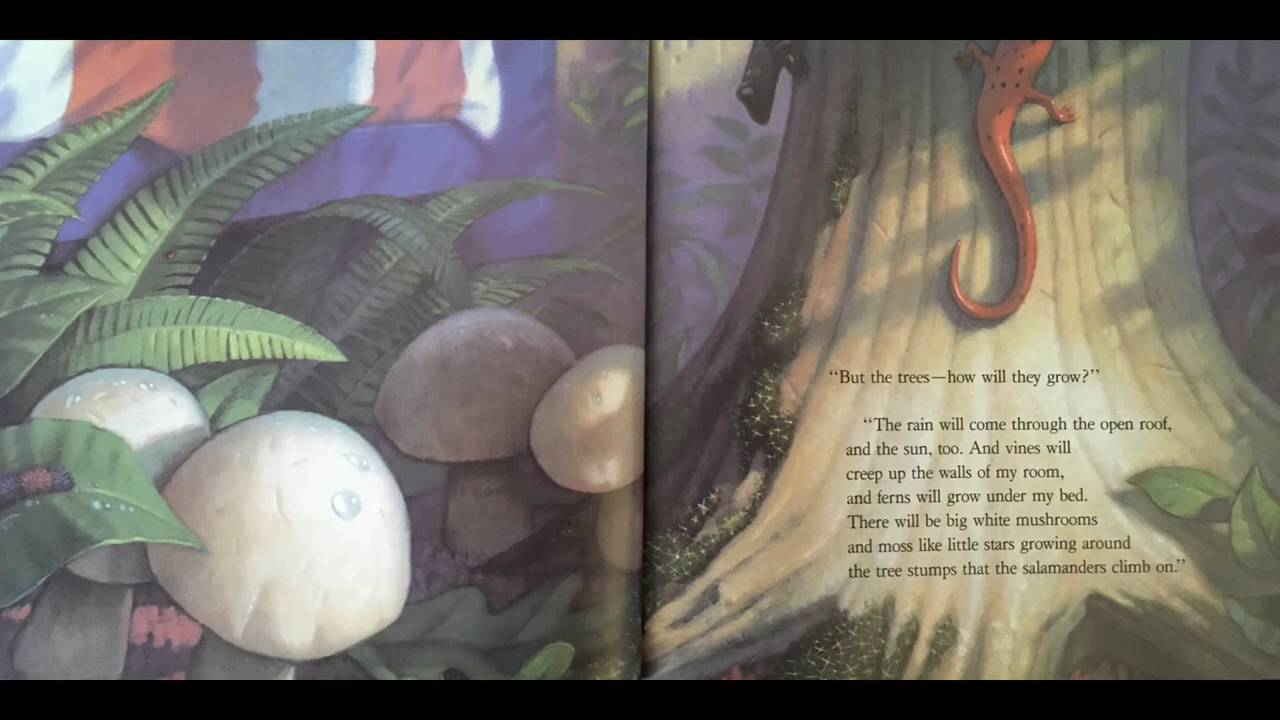 “But the trees—how will they grow?”
“The rain will come through the open roof,
and the sun, too. And vines will
creep up the walls of my room,
and ferns will grow under my bed.
There will be big white mushrooms
and moss like little stars growing around
the tree stumps that the salamanders climb on.”